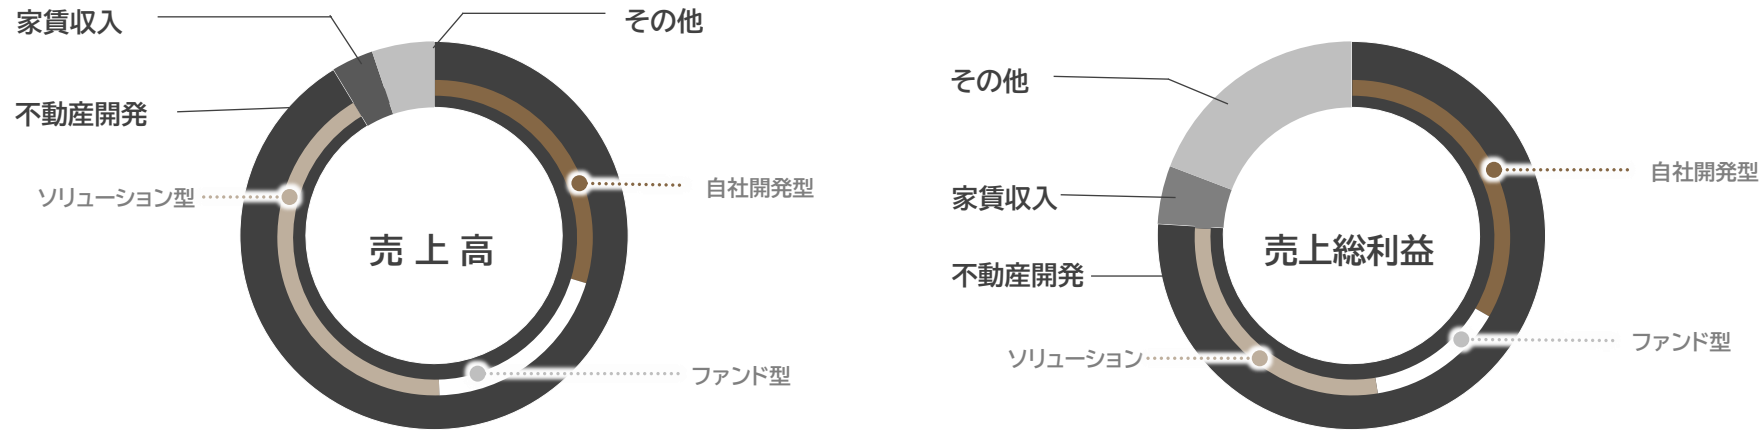 家賃収入
その他
不動産開発
ソリューション型
自社開発型
売上高
ファンド型
その他
自社開発型
家賃収入
売上総利益
不動産開発
ファンド型
ソリューション